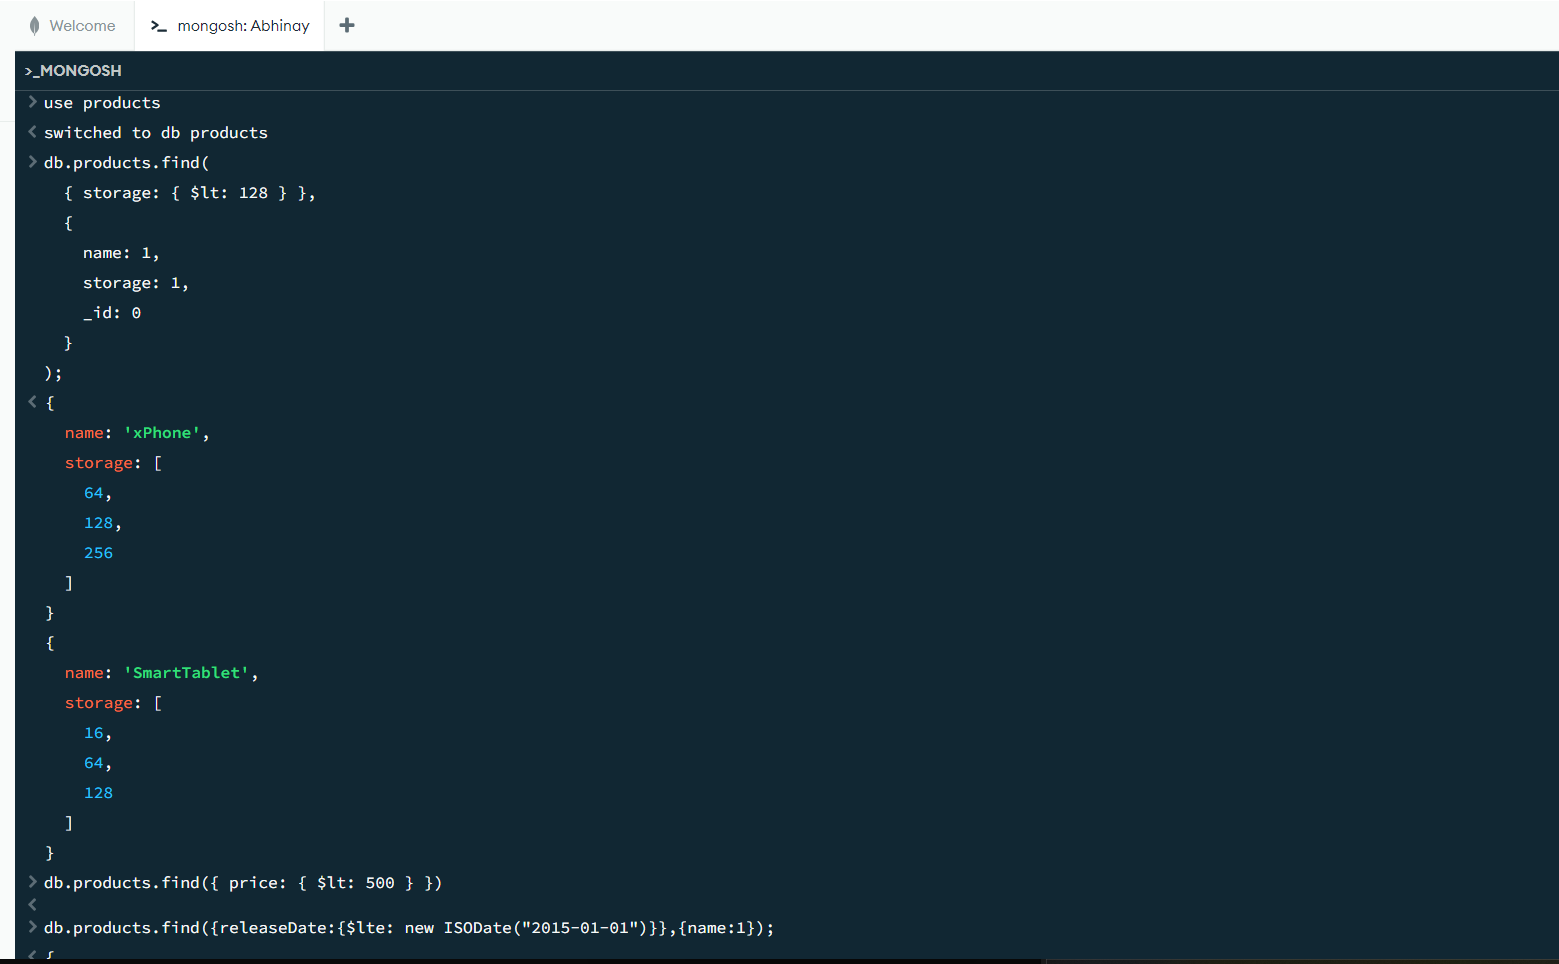 Welcome
>_ mongosh: Abhinay +
>_MONGOSH
> use products
< switched to db products
> db.products.find(
{ storage: { $lt: 128 } },
{
name: 1,
storage: 1,
_id: 0
}
);
< {
name: 'xPhone',
storage: [
64,
128,
256
]
}
{
name: 'SmartTablet',
storage: [
16,
64,
128
]
}
> db.products.find({ price: { $lt: 500 } })
<
> db.products.find({releaseDate:{$lte: new ISODate("2015-01-01")}},{name:1});
< {